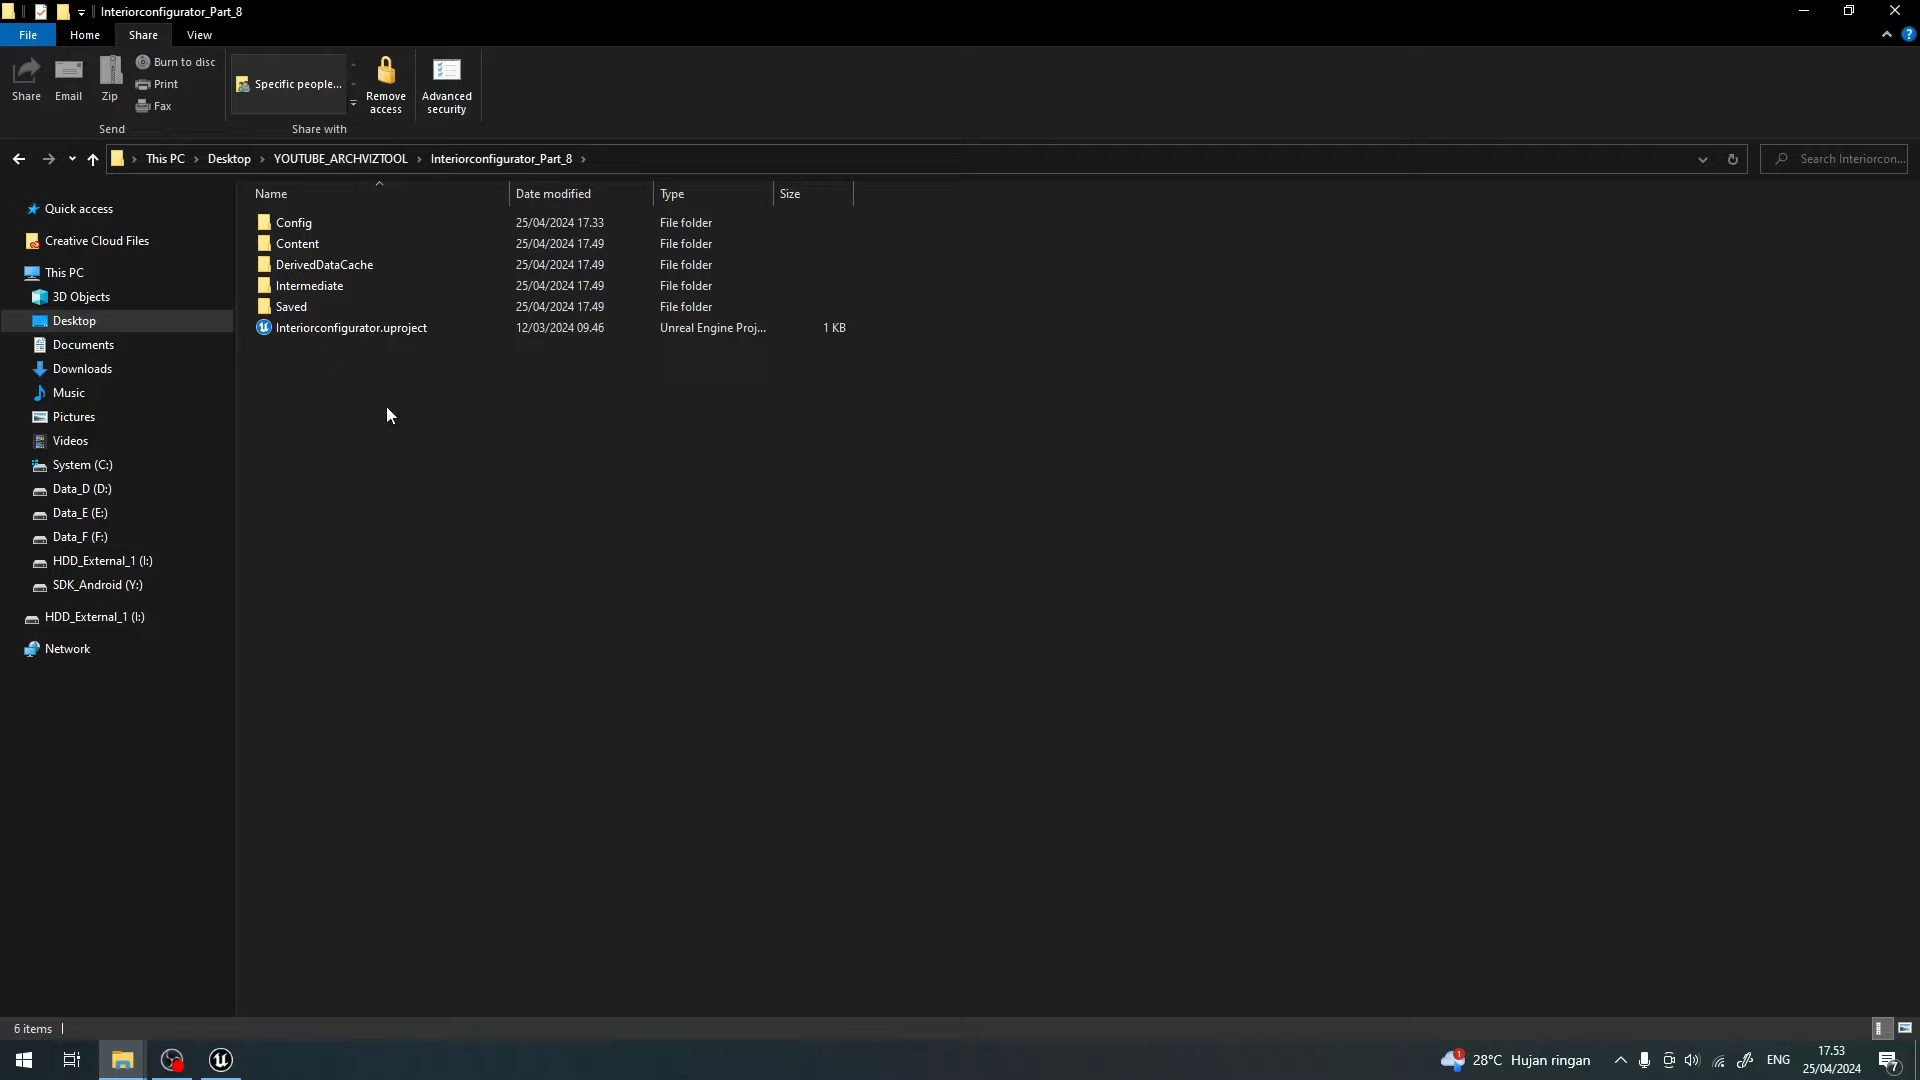 Interiorconfigurator_Part_8
File Home Share View
Share Email Zip Burn to disc
Print
Fax
Specific people...
Remove access
Advanced security
Send Share with
This PC Desktop YOUTUBE_ARCHVIZTOOL Interiorconfigurator_Part_8
Search Interiorcon...
Name Date modified Type Size
Config 25/04/2024 17.33 File folder
Content 25/04/2024 17.49 File folder
DerivedDataCache 25/04/2024 17.49 File folder
Intermediate 25/04/2024 17.49 File folder
Saved 25/04/2024 17.49 File folder
Interiorconfigurator.uproject 12/03/2024 09.46 Unreal Engine Proj... 1 KB
Quick access
Creative Cloud Files
This PC
3D Objects
Desktop
Documents
Downloads
Music
Pictures
Videos
System (C:)
Data_D (D:)
Data_E (E:)
Data_F (F:)
HDD_External_1 (I:)
SDK_Android (Y:)
HDD_External_1 (I:)
Network
6 items
1 28°C Hujan ringan ENG 17.53
25/04/2024 7